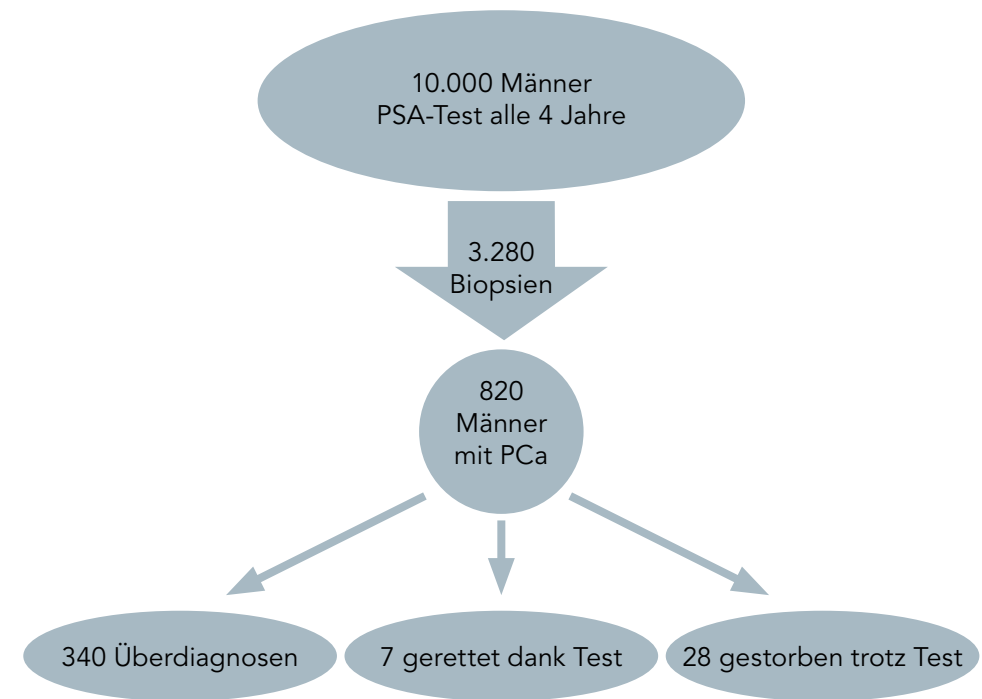 10.000 Männer
PSA-Test alle 4 Jahre
3.280
Biopsien
820
Männer
mit PCa
340 Überdiagnosen
7 gerettet dank Test
28 gestorben trotz Test